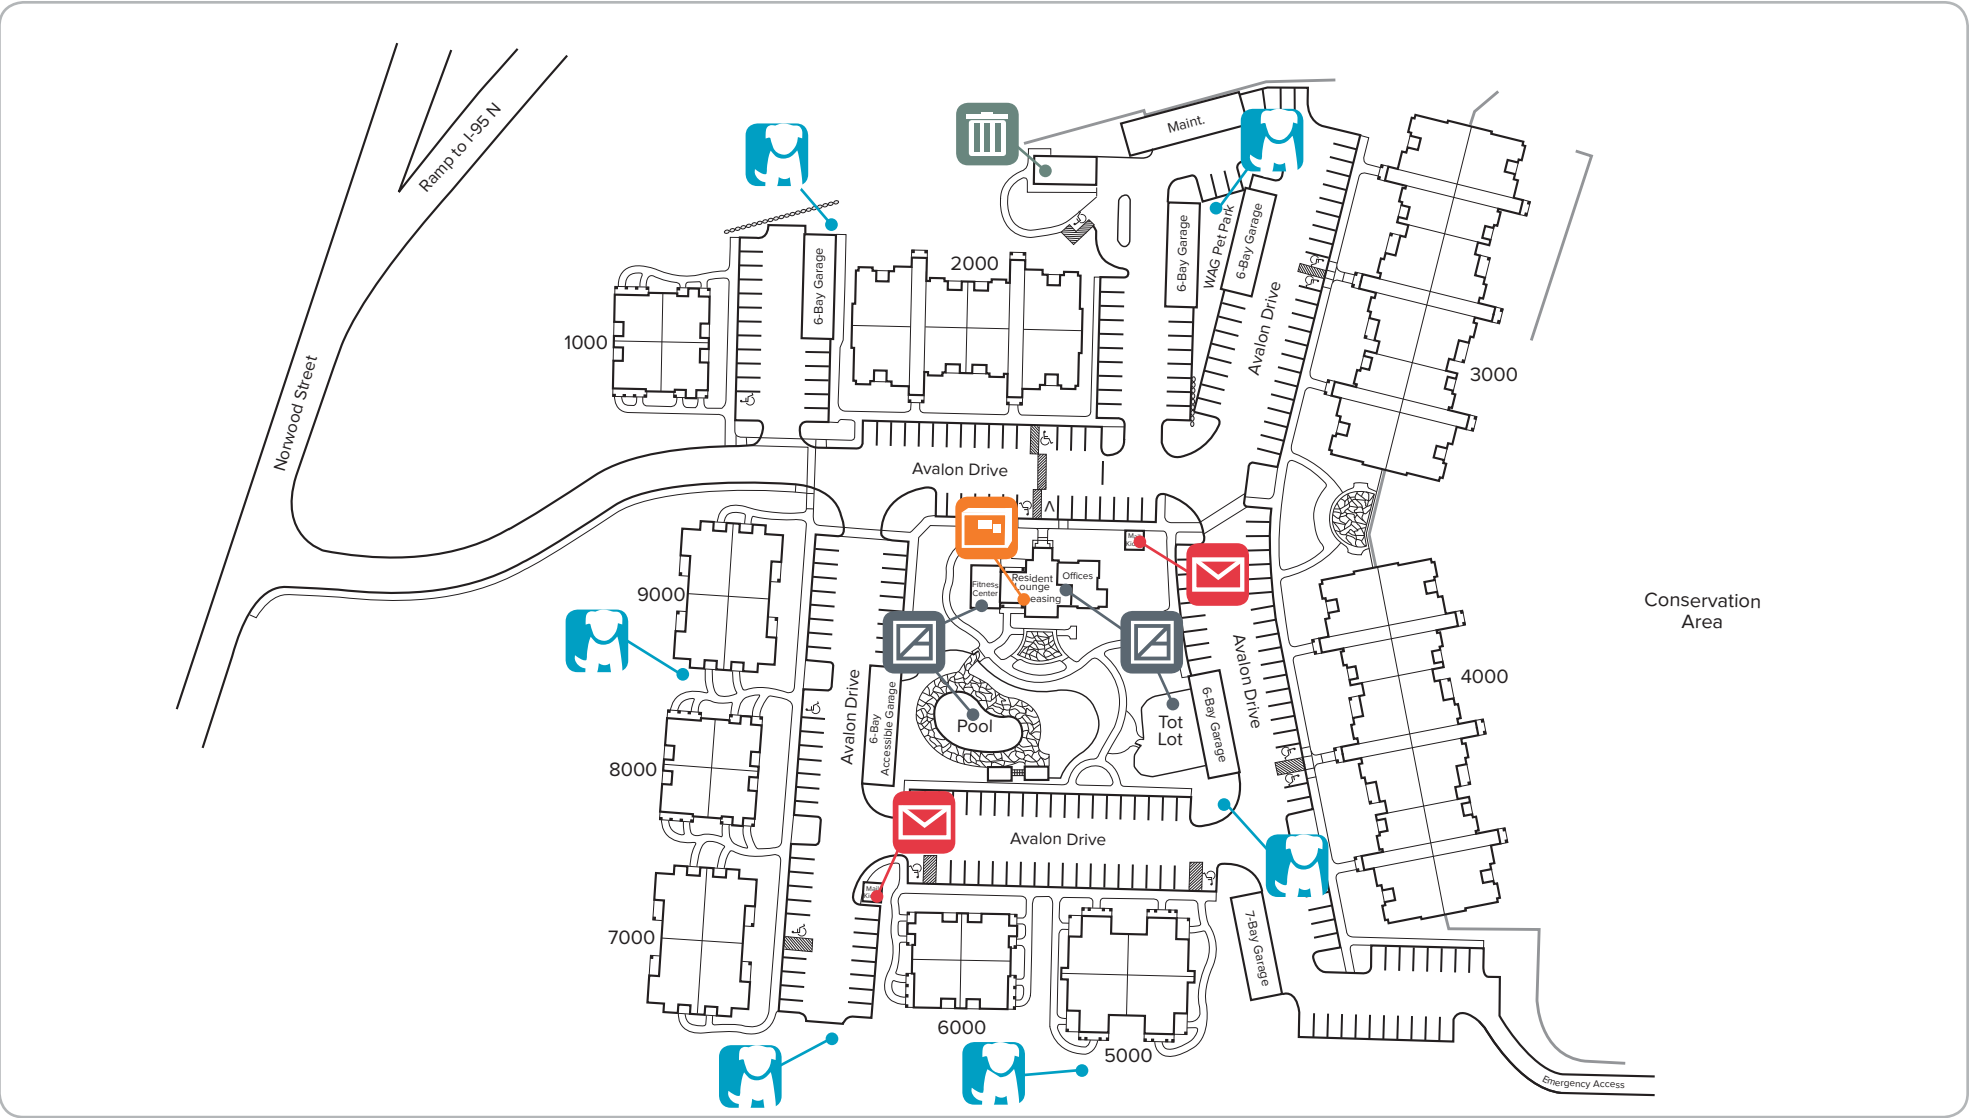 Ramp to I-95 N
Norwood Street
Maint.
6-Bay Garage
6-Bay Garage
WAG Pet Park
6-Bay Garage
2000
1000
3000
Avalon Drive
Avalon Drive
Fitness
Center
Resident
Lounge
Leasing
Offices
9000
Conservation
Area
4000
Avalon Drive
Avalon Drive
6-Bay
Accessible Garage
6-Bay Garage
Pool
Tot
Lot
8000
Avalon Drive
Mail
7000
7-Bay Garage
6000
5000
Emergency Access